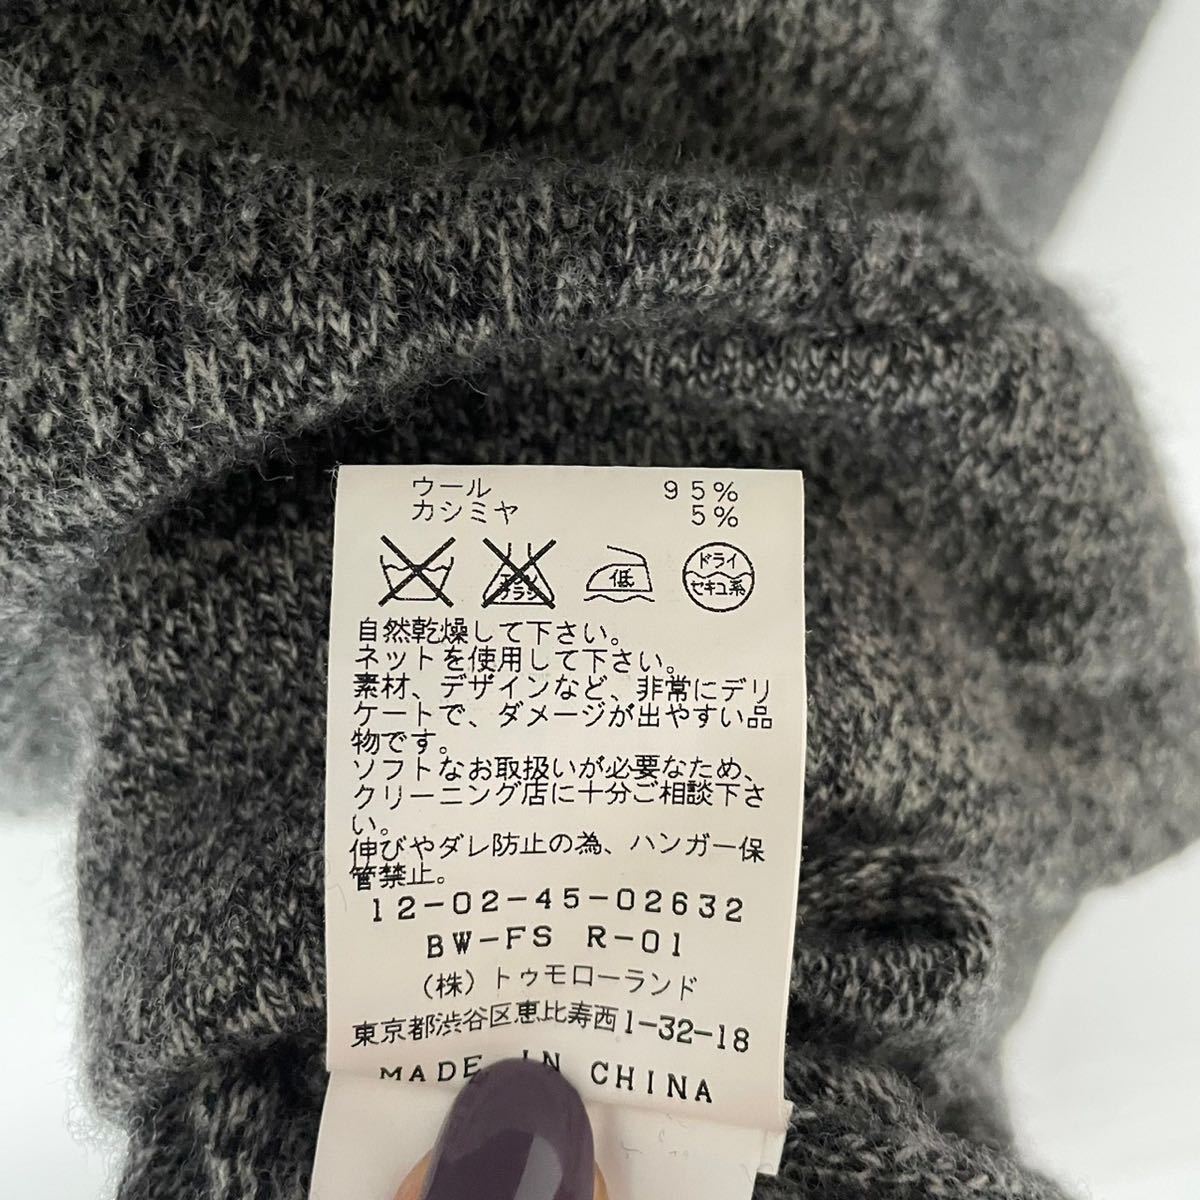 ウール 95%
カシミヤ 5%
エンソ
サラシ
低
ドライ
セキユ系
自然乾燥して下さい。
ネットを使用して下さい。
素材、デザインなど、非常にデリ
ケートで、ダメージが出やすい品
物です。
ソフトなお取扱いが必要なため、
クリーニング店に十分ご相談下さ
い。
伸びやダレ防止の為、ハンガー保
管禁止。
12-02-45-02632
BW-FS R-01
(株)トゥモローランド
東京都渋谷区恵比寿西1-32-18
MADE IN CHINA